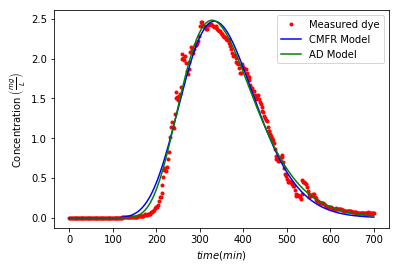 Measured dye
CMFR Model
AD Model
Concentration (mg/L)
2.5
2.0
1.5
1.0
0.5
0.0
0 100 200 300 400 500 600 700
time(min)